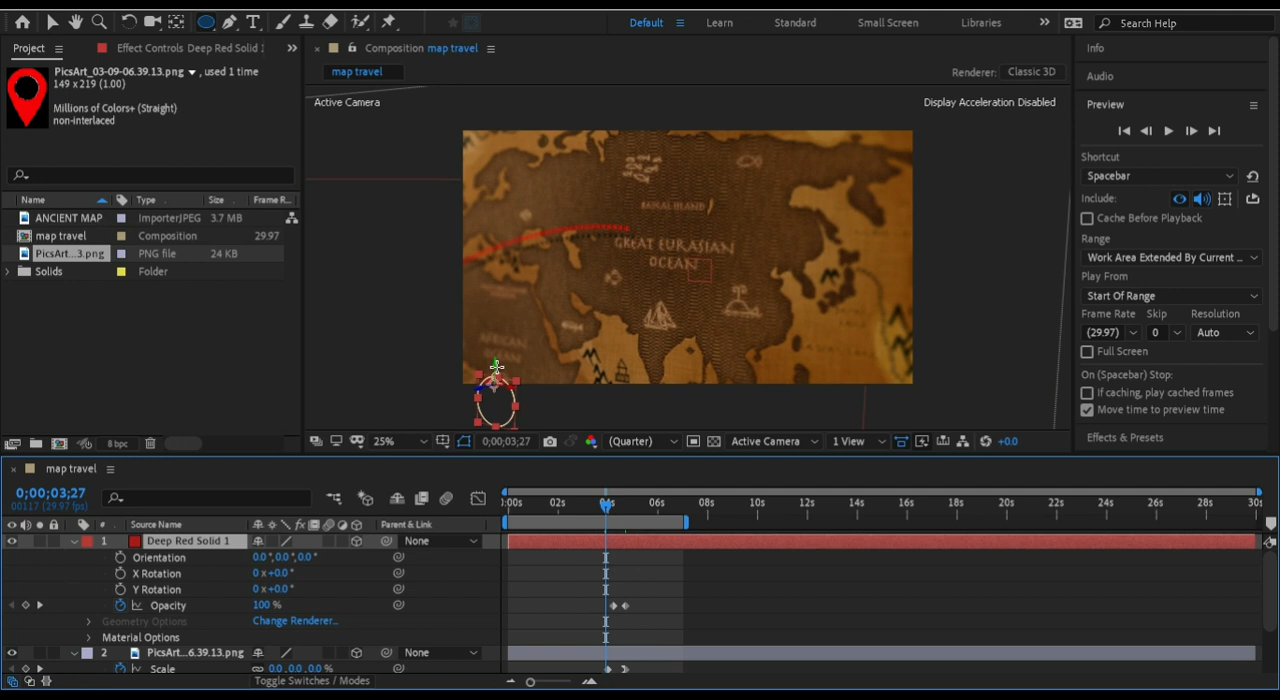 Default
Learn
Standard
Small Screen
Libraries
Search Help
Project
Effect Controls Deep Red Solid 1
Composition map travel
Info
PicsArt_03-09-06.39.13.png , used 1 time
149 x 219 (1.00)
Millions of Colors+ (Straight)
non-interlaced
map travel
Renderer: Classic 3D
Audio
Active Camera
Display Acceleration Disabled
Preview
Shortcut
Spacebar
Include:
Cache Before Playback
Range
Work Area Extended By Current ...
Play From
Start Of Range
Frame Rate Skip Resolution
(29.97) 0 Auto
Full Screen
On (Spacebar) Stop:
If caching, play cached frames
Move time to preview time
Effects & Presets
Name Type Size Frame R...
ANCIENT MAP ImporterJPEG 3.7 MB
map travel Composition 29.97
PicsArt...3.png PNG file 24 KB
Solids Folder
GREAT EURASIAN
OCEAN
AFRICAN
OCEAN
8 bpc
25% 0;00;03;27 (Quarter) Active Camera 1 View +0.0
map travel
0;00;03;27
00117 (29.97 fps)
:00s 02s 04s 06s 08s 10s 12s 14s 16s 18s 20s 22s 24s 26s 28s 30s
# Source Name fx Parent & Link
1 Deep Red Solid 1 None
Orientation 0.0°,0.0°,0.0°
X Rotation 0x+0.0°
Y Rotation 0x+0.0°
Opacity 100 %
Geometry Options Change Renderer...
Material Options
2 PicsArt...6.39.13.png None
Scale 0.0,0.0,0.0 %
Toggle Switches / Modes